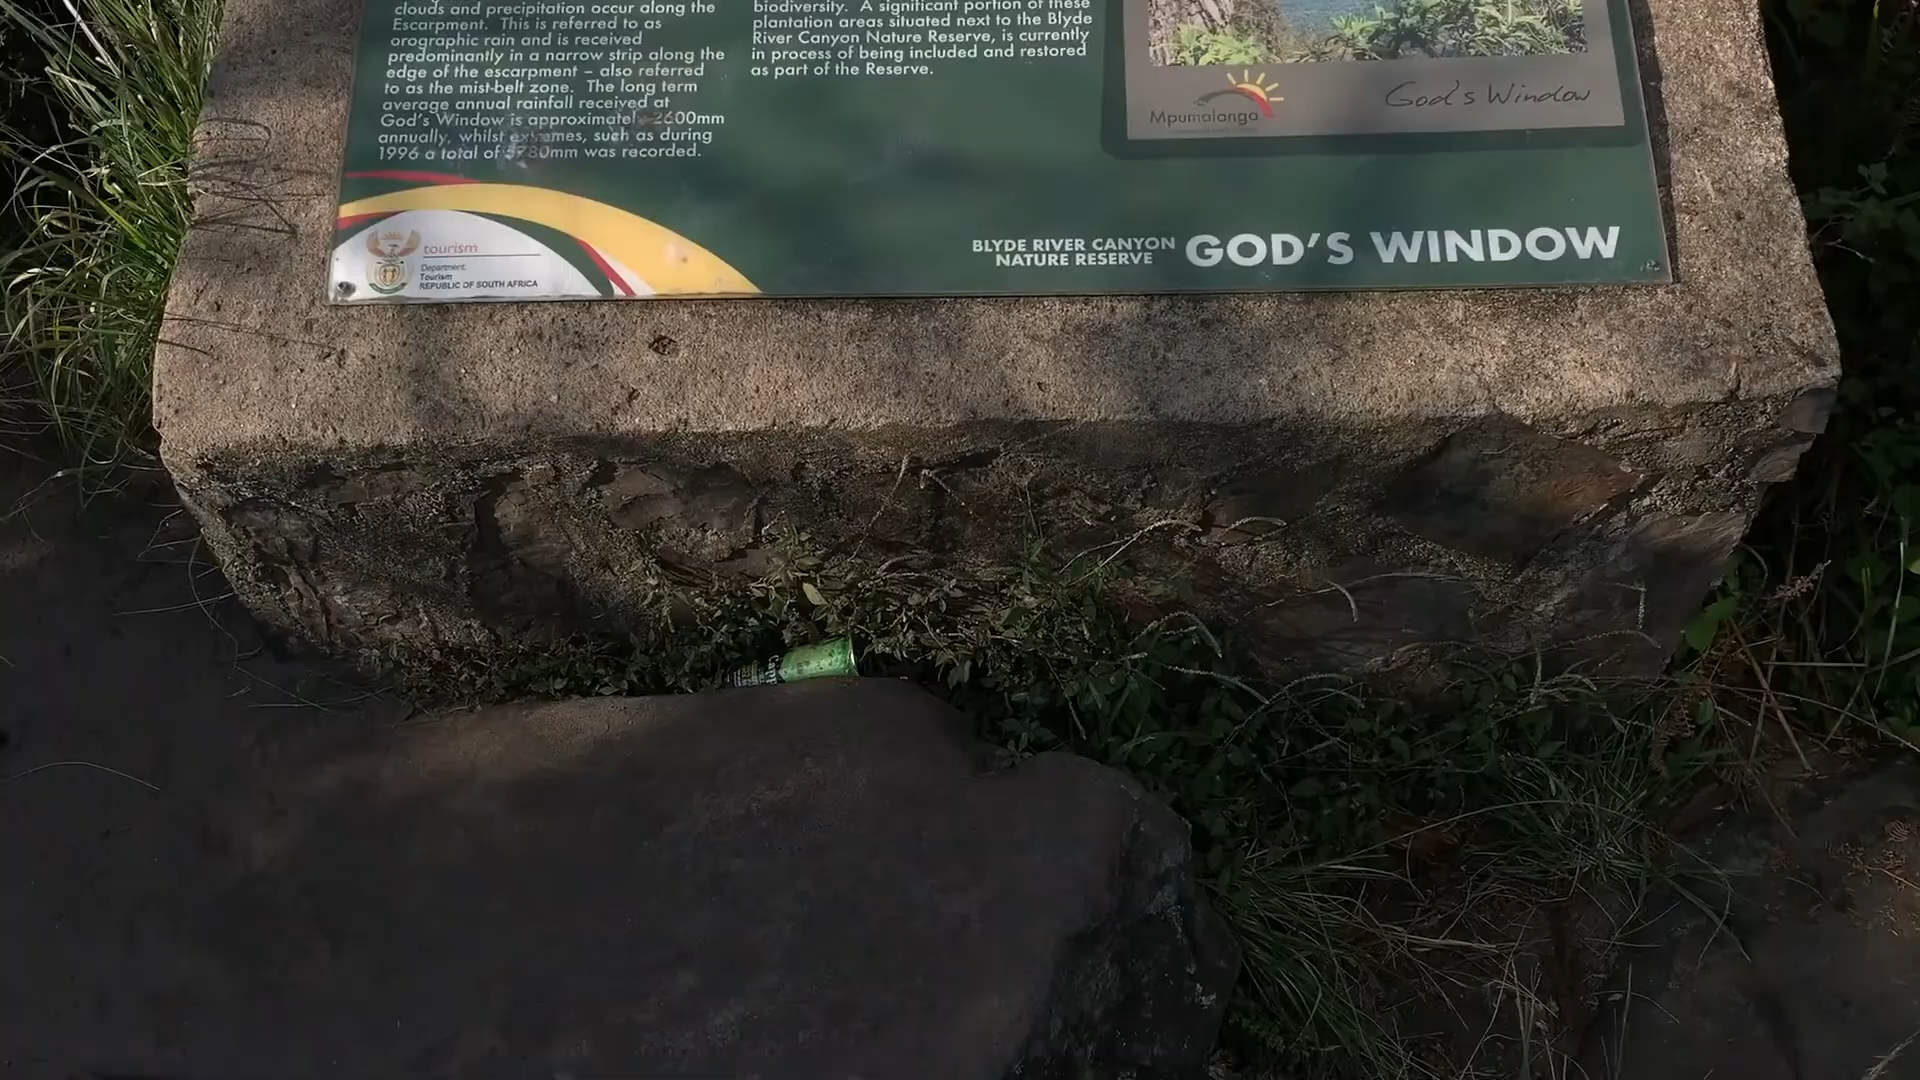 clouds and precipitation occur along the
Escarpment. This is referred to as
orographic rain and is received
predominantly in a narrow strip along the
edge of the escarpment – also referred
to as the mist-belt zone. The long term
average annual rainfall received at
God's Window is approximately 2600mm
annually, whilst extremes, such as during
1996 a total of mm was recorded.
biodiversity. A significant portion of these
plantation areas situated next to the Blyde
River Canyon Nature Reserve, is currently
in process of being included and restored
as part of the Reserve.
Mpumalanga
God's Window
tourism
Department:
Tourism
REPUBLIC OF SOUTH AFRICA
BLYDE RIVER CANYON
NATURE RESERVE
GOD'S WINDOW